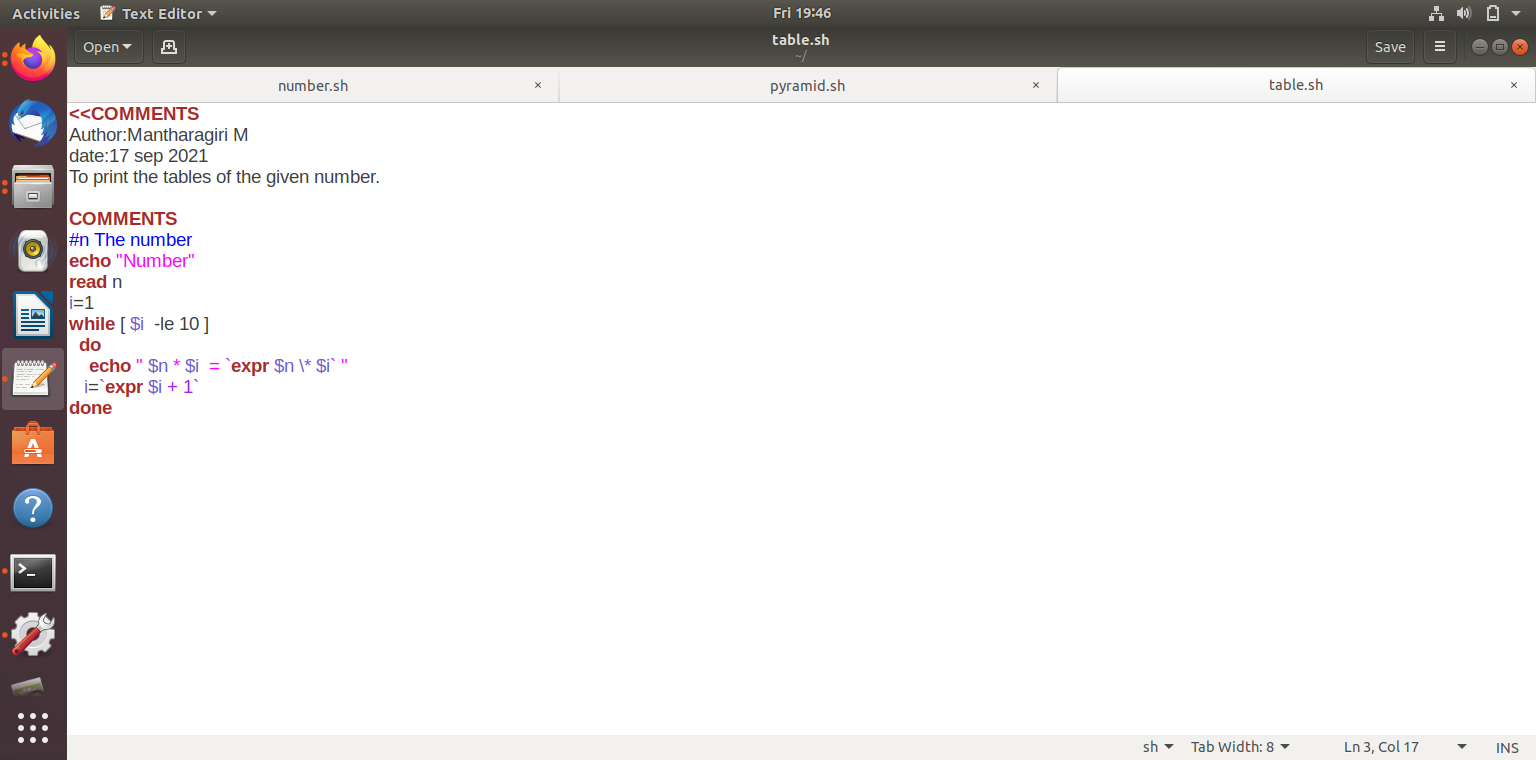 Activities Text Editor Fri 19:46
Open table.sh Save
~/
number.sh × pyramid.sh × table.sh ×
<<COMMENTS
Author:Mantharagiri M
date:17 sep 2021
To print the tables of the given number.
COMMENTS
#n The number
echo "Number"
read n
i=1
while [ $i  -le 10 ]
  do
    echo " $n * $i  = `expr $n \* $i` "
   i=`expr $i + 1`
done
sh Tab Width: 8 Ln 3, Col 17 INS